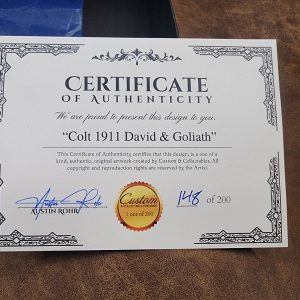 CERTIFICATE
OF AUTHENTICITY
We are proud to present this design to you.
"Colt 1911 David & Goliath"
This Certificate of Authenticity certifies that this design, is a one of a
kind, authentic, original artwork created by Custom & Collectables. All
copyright and reproduction rights are reserved by the Artist.
AUSTIN ROHR
Custom
1 out of 200
148 of 200